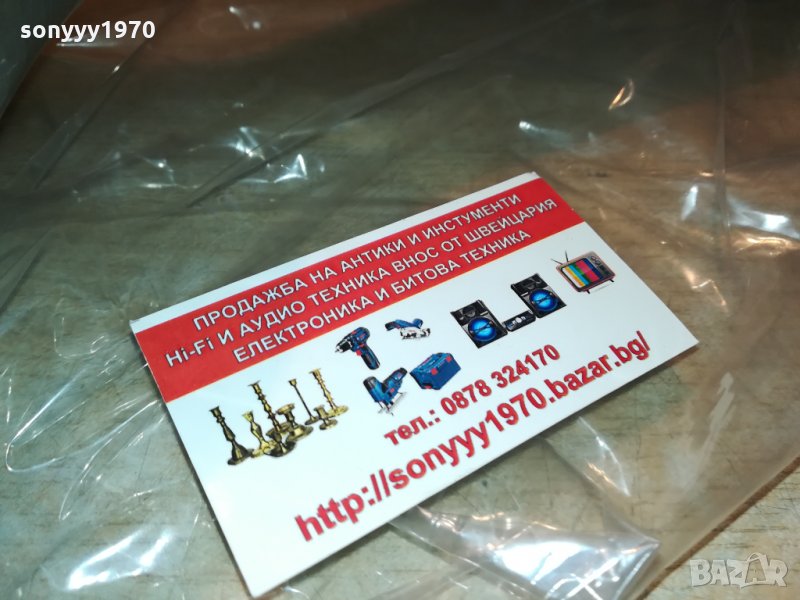 sonyyy1970
ПРОДАЖБА НА АНТИКИ И ИНСТУМЕНТИ
Hi-Fi И АУДИО ТЕХНИКА ВНОС ОТ ШВЕЙЦАРИЯ
ЕЛЕКТРОНИКА И БИТОВА ТЕХНИКА
тел.: 0878 324170
http://sonyyy1970.bazar.bg/
BAZAR